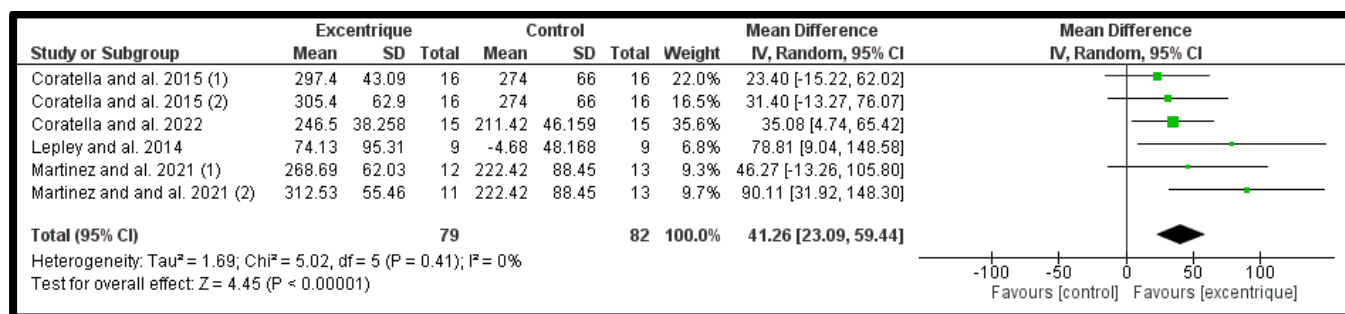 Excentrique Control Mean Difference Mean Difference
Study or Subgroup Mean SD Total Mean SD Total Weight IV, Random, 95% CI IV, Random, 95% CI
Coratella and al. 2015 (1) 297.4 43.09 16 274 66 16 22.0% 23.40 [-15.22, 62.02]
Coratella and al. 2015 (2) 305.4 62.9 16 274 66 16 16.5% 31.40 [-13.27, 76.07]
Coratella and al. 2022 246.5 38.258 15 211.42 46.159 15 35.6% 35.08 [4.74, 65.42]
Lepley and al. 2014 74.13 95.31 9 -4.68 48.168 9 6.8% 78.81 [9.04, 148.58]
Martinez and al. 2021 (1) 268.69 62.03 12 222.42 88.45 13 9.3% 46.27 [-13.26, 105.80]
Martinez and and al. 2021 (2) 312.53 55.46 11 222.42 88.45 13 9.7% 90.11 [31.92, 148.30]
Total (95% CI) 79 82 100.0% 41.26 [23.09, 59.44]
Heterogeneity: Tau² = 1.69; Chi² = 5.02, df = 5 (P = 0.41); I² = 0%
Test for overall effect: Z = 4.45 (P < 0.00001)
-100 -50 0 50 100
Favours [control] Favours [excentrique]